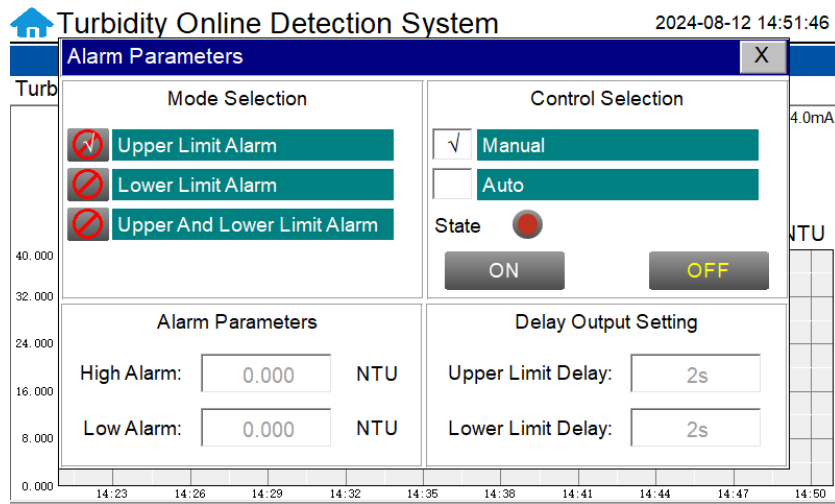 Turbidity Online Detection System 2024-08-12 14:51:46
Alarm Parameters X
Turb
Mode Selection
Control Selection
4.0mA
√ Upper Limit Alarm
Lower Limit Alarm
Upper And Lower Limit Alarm
√ Manual
Auto
State
NTU
ON OFF
Alarm Parameters
High Alarm: 0.000 NTU
Low Alarm: 0.000 NTU
Delay Output Setting
Upper Limit Delay: 2s
Lower Limit Delay: 2s
40.000
32.000
24.000
16.000
8.000
0.000
14:23 14:26 14:29 14:32 14:35 14:38 14:41 14:44 14:47 14:50